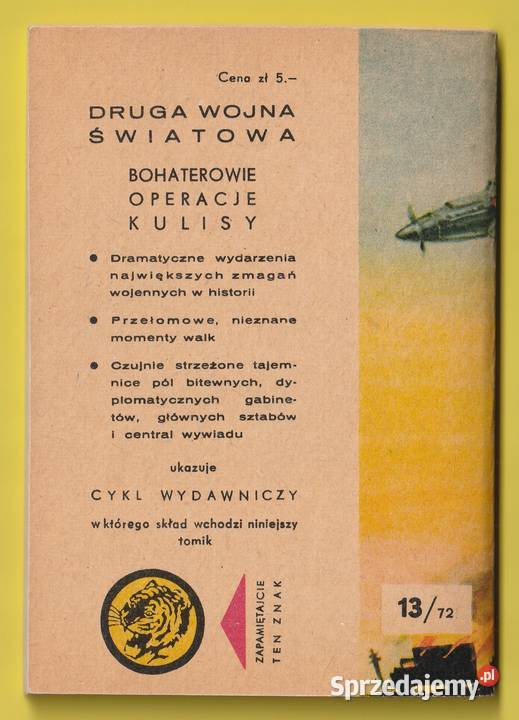 Cena zł 5.—
DRUGA WOJNA
ŚWIATOWA
BOHATEROWIE
OPERACJE
KULISY
● Dramatyczne wydarzenia
największych zmagań
wojennych w historii
● Przełomowe, nieznane
momenty walk
● Czujnie strzeżone tajem-
nice pól bitewnych, dy-
plomatycznych gabine-
tów, głównych sztabów
i central wywiadu
ukazuje
CYKL WYDAWNICZY
w którego skład wchodzi niniejszy
tomik
ZAPAMIĘTAJCIE
TEN ZNAK
13/72
Sprzedajemy.pl